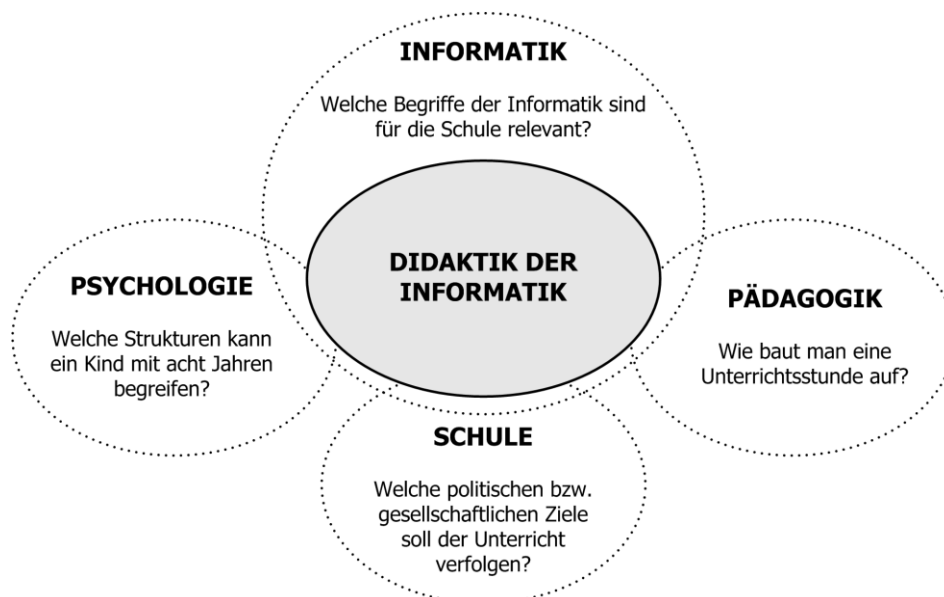 INFORMATIK
Welche Begriffe der Informatik sind
für die Schule relevant?
DIDAKTIK DER
INFORMATIK
PSYCHOLOGIE
Welche Strukturen kann
ein Kind mit acht Jahren
begreifen?
PÄDAGOGIK
Wie baut man eine
Unterrichtsstunde auf?
SCHULE
Welche politischen bzw.
gesellschaftlichen Ziele
soll der Unterricht
verfolgen?